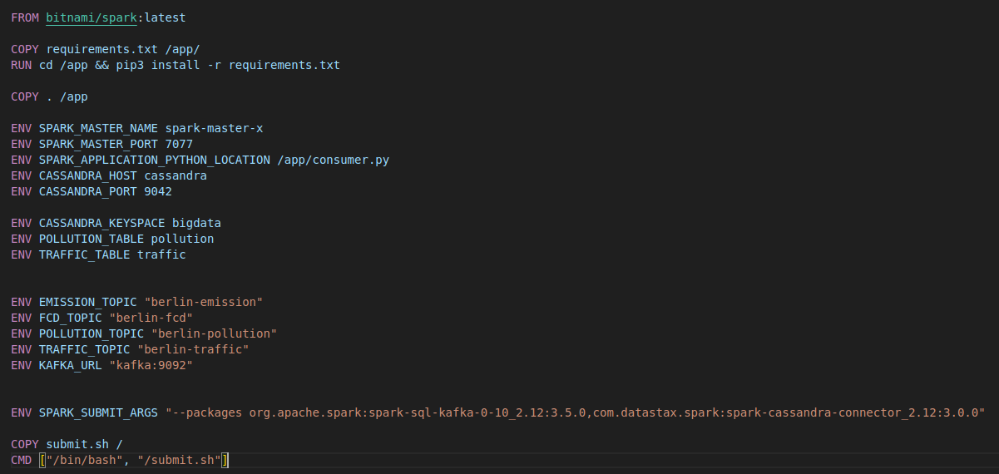 FROM bitnami/spark:latest
COPY requirements.txt /app/
RUN cd /app && pip3 install -r requirements.txt
COPY . /app
ENV SPARK_MASTER_NAME spark-master-x
ENV SPARK_MASTER_PORT 7077
ENV SPARK_APPLICATION_PYTHON_LOCATION /app/consumer.py
ENV CASSANDRA_HOST cassandra
ENV CASSANDRA_PORT 9042
ENV CASSANDRA_KEYSPACE bigdata
ENV POLLUTION_TABLE pollution
ENV TRAFFIC_TABLE traffic
ENV EMISSION_TOPIC "berlin-emission"
ENV FCD_TOPIC "berlin-fcd"
ENV POLLUTION_TOPIC "berlin-pollution"
ENV TRAFFIC_TOPIC "berlin-traffic"
ENV KAFKA_URL "kafka:9092"
ENV SPARK_SUBMIT_ARGS "--packages org.apache.spark:spark-sql-kafka-0-10_2.12:3.5.0,com.datastax.spark:spark-cassandra-connector_2.12:3.0.0"
COPY submit.sh /
CMD ["/bin/bash", "/submit.sh"]